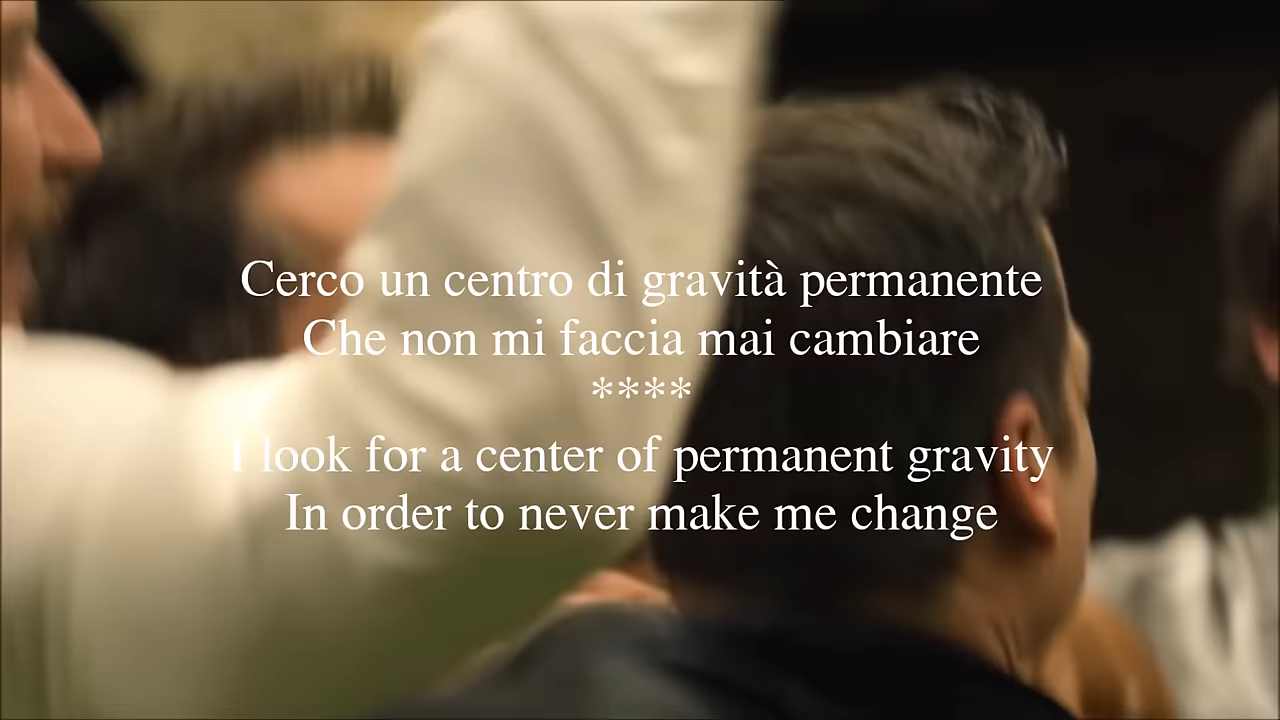 Cerco un centro di gravità permanente
Che non mi faccia mai cambiare
****
I look for a center of permanent gravity
In order to never make me change